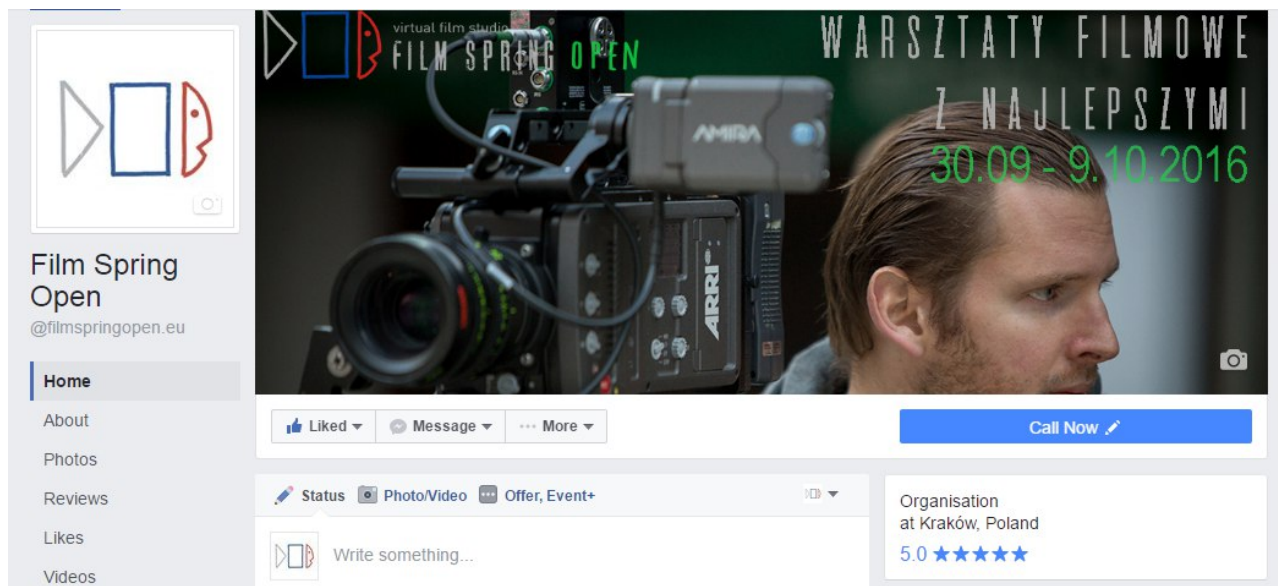 virtual film studio
FILM SPRING OPEN
WARSZTATY FILMOWE
Z NAJLEPSZYMI
30.09 - 9.10.2016
AMIRA
ARRI
Film Spring
Open
@filmspringopen.eu
Home
About
Photos
Reviews
Likes
Videos
Liked
Message
More
Call Now
Status
Photo/Video
Offer, Event+
Write something...
Organisation
at Kraków, Poland
5.0